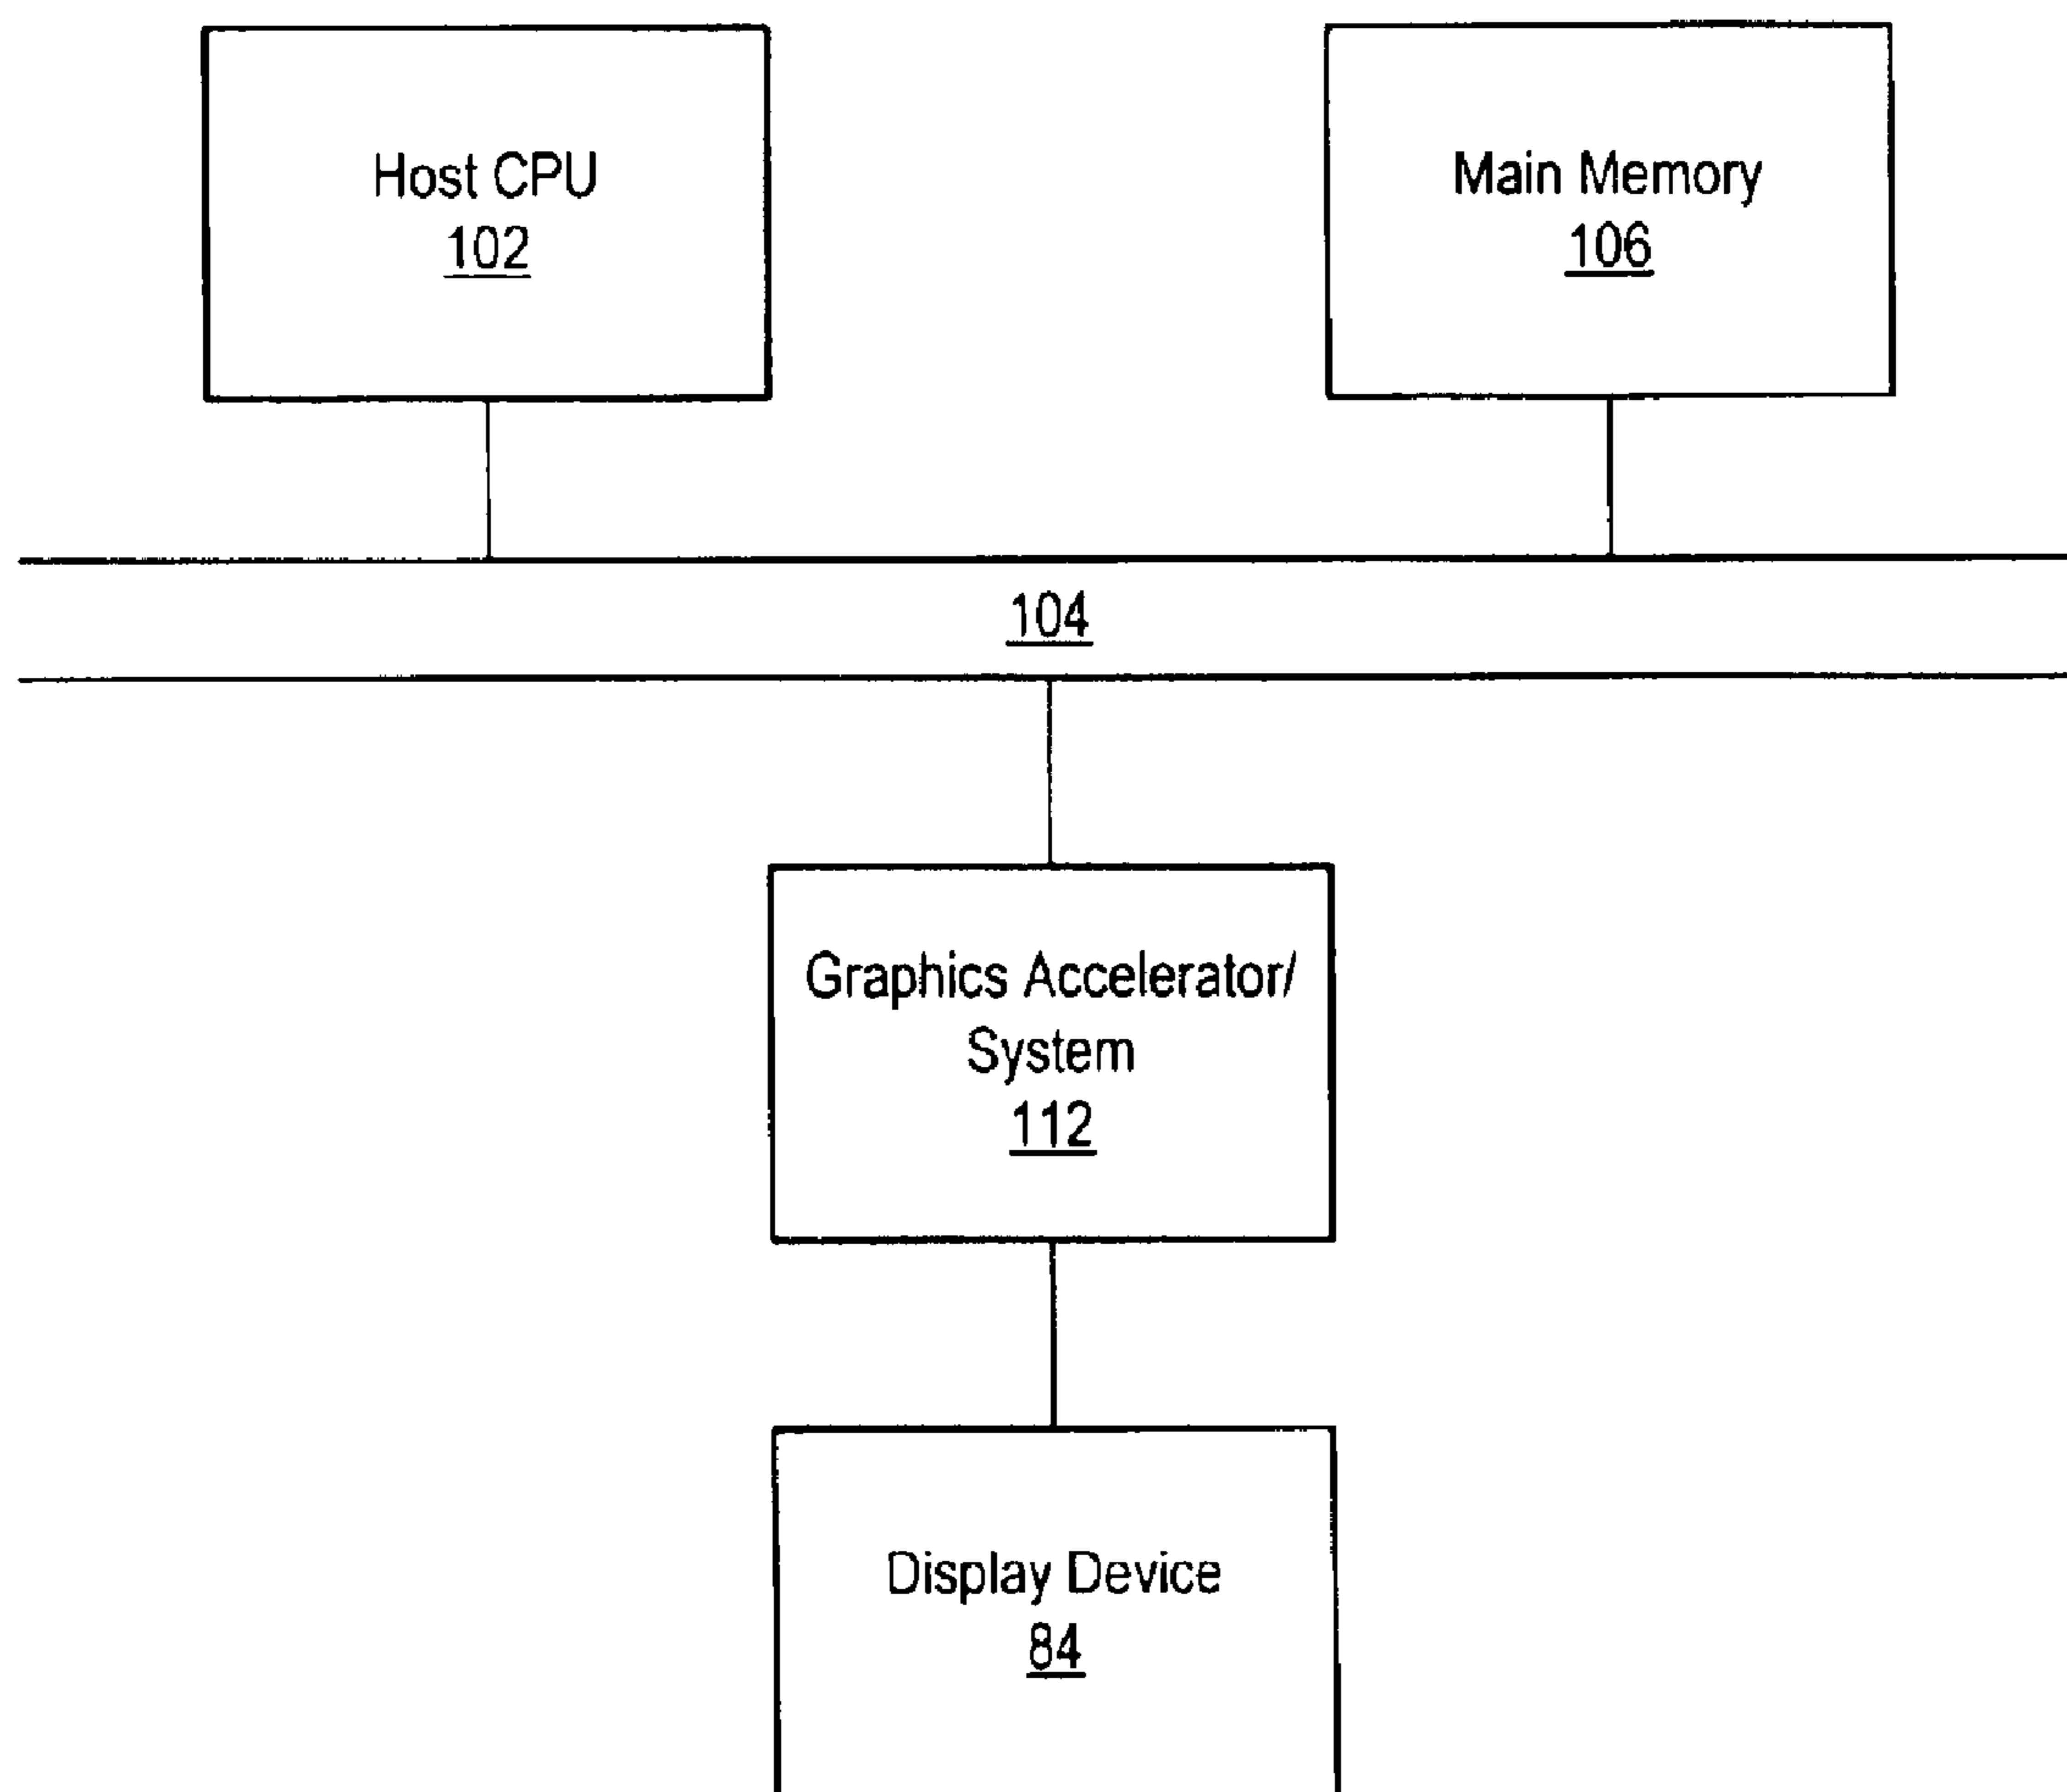 Host CPU
102
Main Memory
106
104
Graphics Accelerator/
System
112
Display Device
84